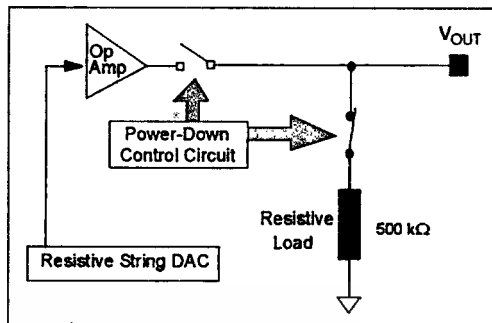 Op
Amp
VOUT
Power-Down
Control Circuit
Resistive
Load
500 kΩ
Resistive String DAC